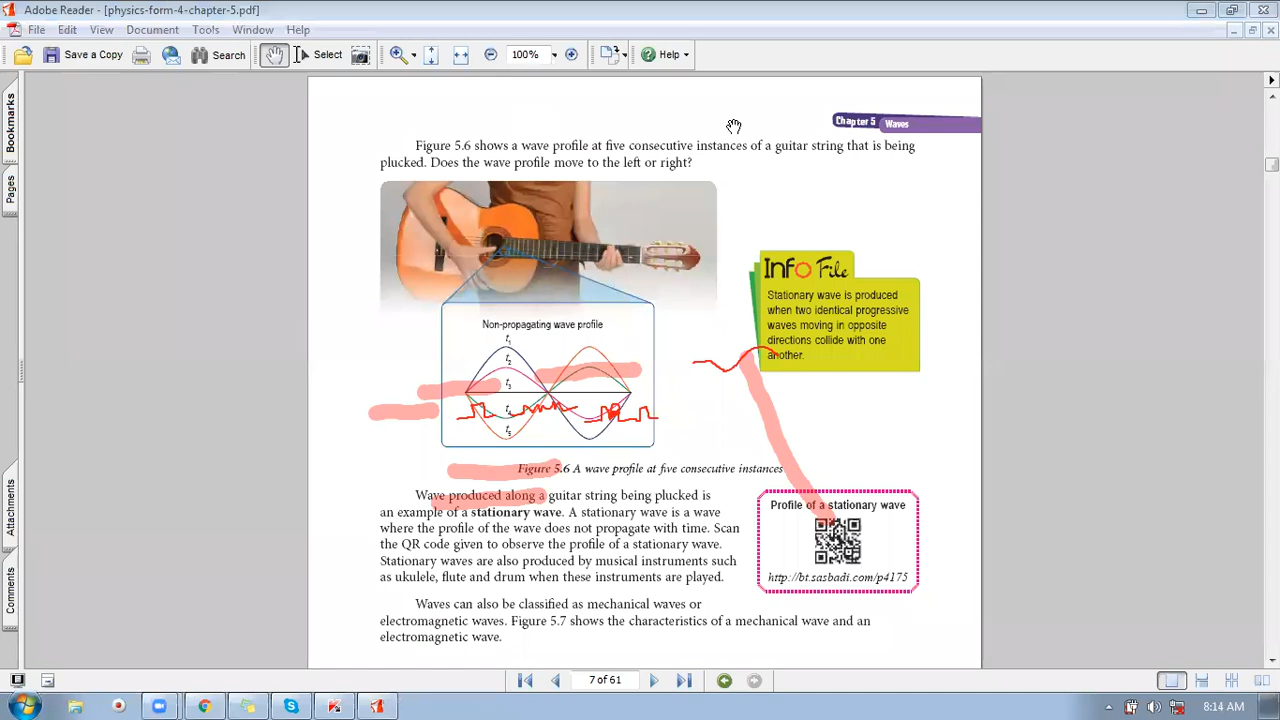 Adobe Reader - [physics-form-4-chapter-5.pdf]
File Edit View Document Tools Window Help
Save a Copy Search Select 100% Help
Bookmarks
Pages
Attachments
Comments
Chapter 5 Waves
Figure 5.6 shows a wave profile at five consecutive instances of a guitar string that is being
plucked. Does the wave profile move to the left or right?
Non-propagating wave profile
t1
t2
t3
t4
t5
Info File
Stationary wave is produced
when two identical progressive
waves moving in opposite
directions collide with one
another.
Figure 5.6 A wave profile at five consecutive instances
Wave produced along a guitar string being plucked is
an example of a stationary wave. A stationary wave is a wave
where the profile of the wave does not propagate with time. Scan
the QR code given to observe the profile of a stationary wave.
Stationary waves are also produced by musical instruments such
as ukulele, flute and drum when these instruments are played.
Profile of a stationary wave
http://bt.sasbadi.com/p4175
Waves can also be classified as mechanical waves or
electromagnetic waves. Figure 5.7 shows the characteristics of a mechanical wave and an
electromagnetic wave.
7 of 61
8:14 AM